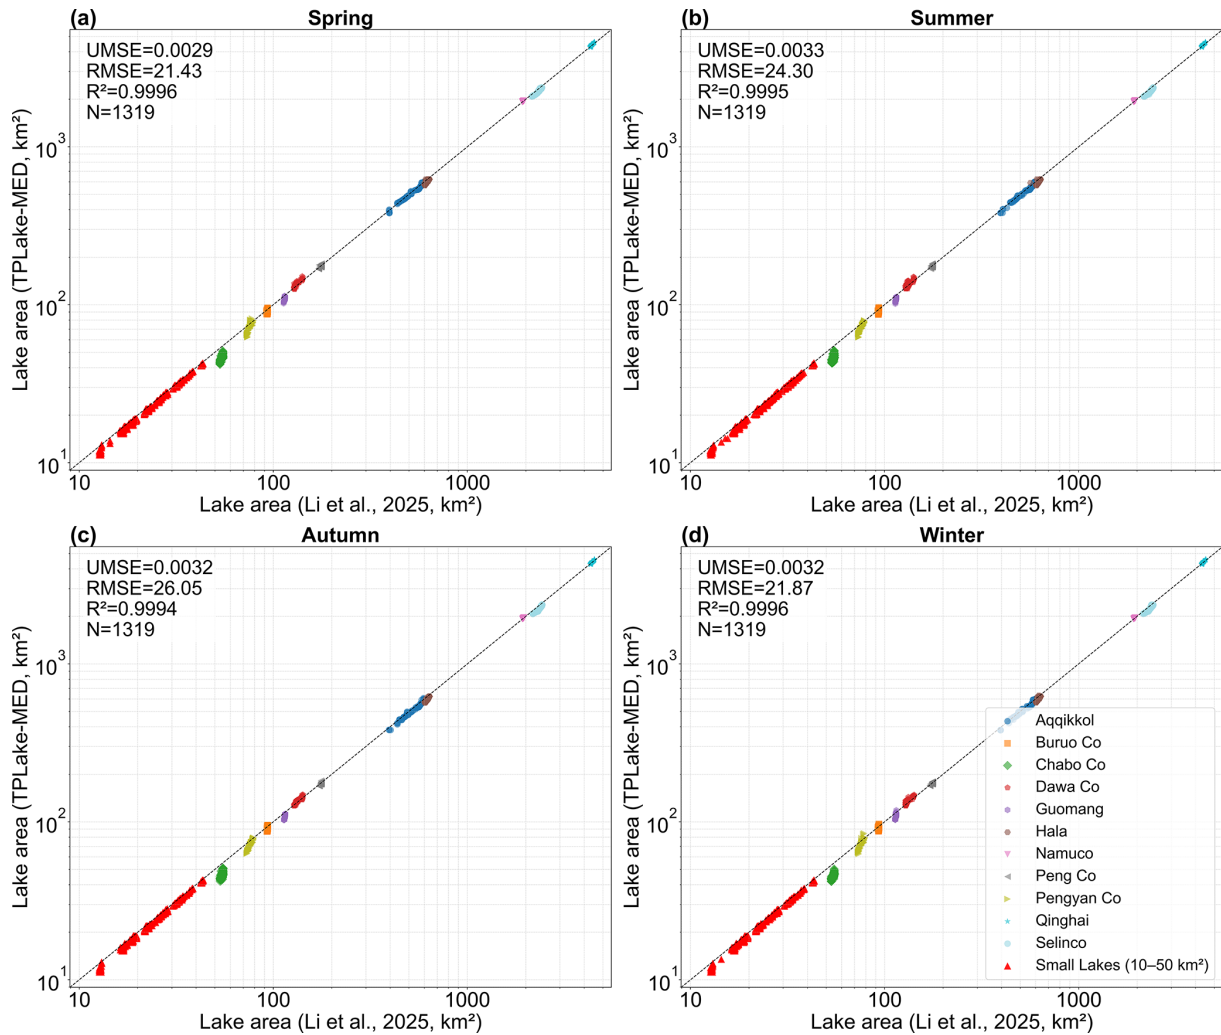 (a) Spring
UMSE=0.0029
RMSE=21.43
R²=0.9996
N=1319
Lake area (TPLake-MED, km²)
10³
10²
10¹
10 100 1000
Lake area (Li et al., 2025, km²)
(b) Summer
UMSE=0.0033
RMSE=24.30
R²=0.9995
N=1319
Lake area (TPLake-MED, km²)
10³
10²
10¹
10 100 1000
Lake area (Li et al., 2025, km²)
(c) Autumn
UMSE=0.0032
RMSE=26.05
R²=0.9994
N=1319
Lake area (TPLake-MED, km²)
10³
10²
10¹
10 100 1000
Lake area (Li et al., 2025, km²)
(d) Winter
UMSE=0.0032
RMSE=21.87
R²=0.9996
N=1319
Lake area (TPLake-MED, km²)
10³
10²
10¹
10 100 1000
Lake area (Li et al., 2025, km²)
Aqqikkol
Buruo Co
Chabo Co
Dawa Co
Guomang
Hala
Namuco
Peng Co
Pengyan Co
Qinghai
Selinco
Small Lakes (10–50 km²)